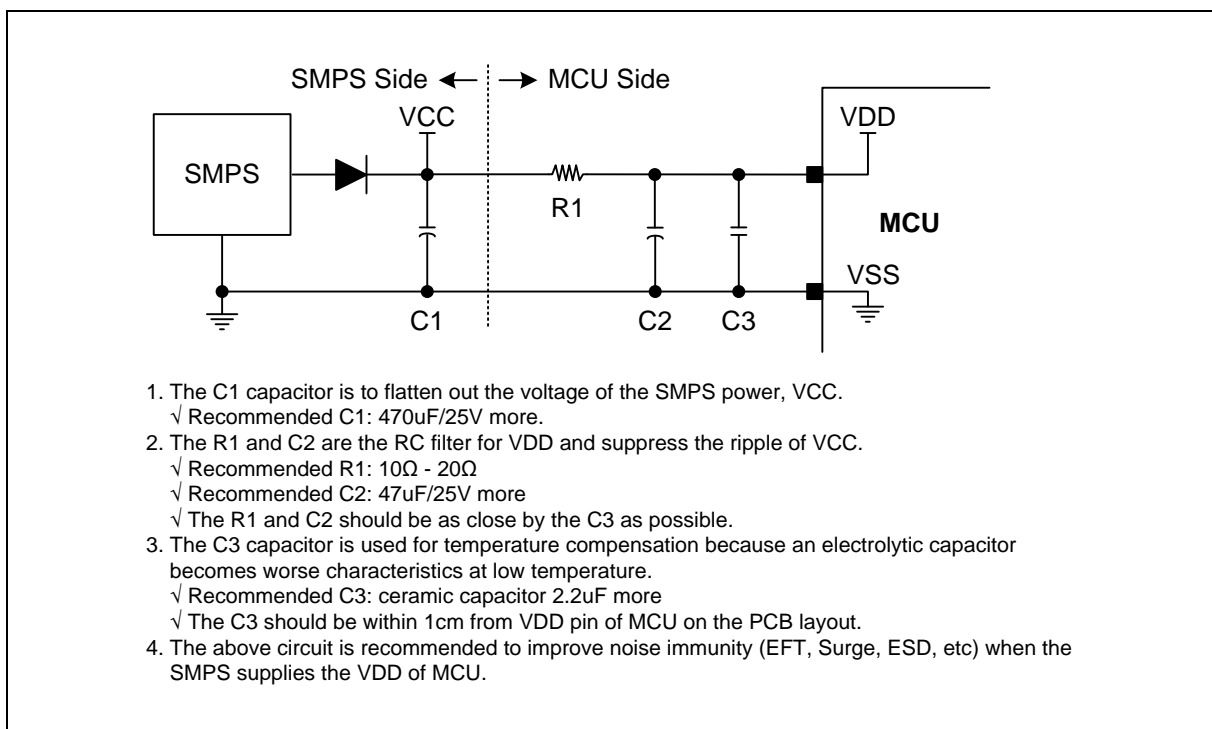 SMPS Side
MCU Side
VCC
VDD
SMPS
R1
MCU
VSS
C1
C2
C3
1. The C1 capacitor is to flatten out the voltage of the SMPS power, VCC.
√ Recommended C1: 470uF/25V more.
2. The R1 and C2 are the RC filter for VDD and suppress the ripple of VCC.
√ Recommended R1: 10Ω - 20Ω
√ Recommended C2: 47uF/25V more
√ The R1 and C2 should be as close by the C3 as possible.
3. The C3 capacitor is used for temperature compensation because an electrolytic capacitor
becomes worse characteristics at low temperature.
√ Recommended C3: ceramic capacitor 2.2uF more
√ The C3 should be within 1cm from VDD pin of MCU on the PCB layout.
4. The above circuit is recommended to improve noise immunity (EFT, Surge, ESD, etc) when the
SMPS supplies the VDD of MCU.